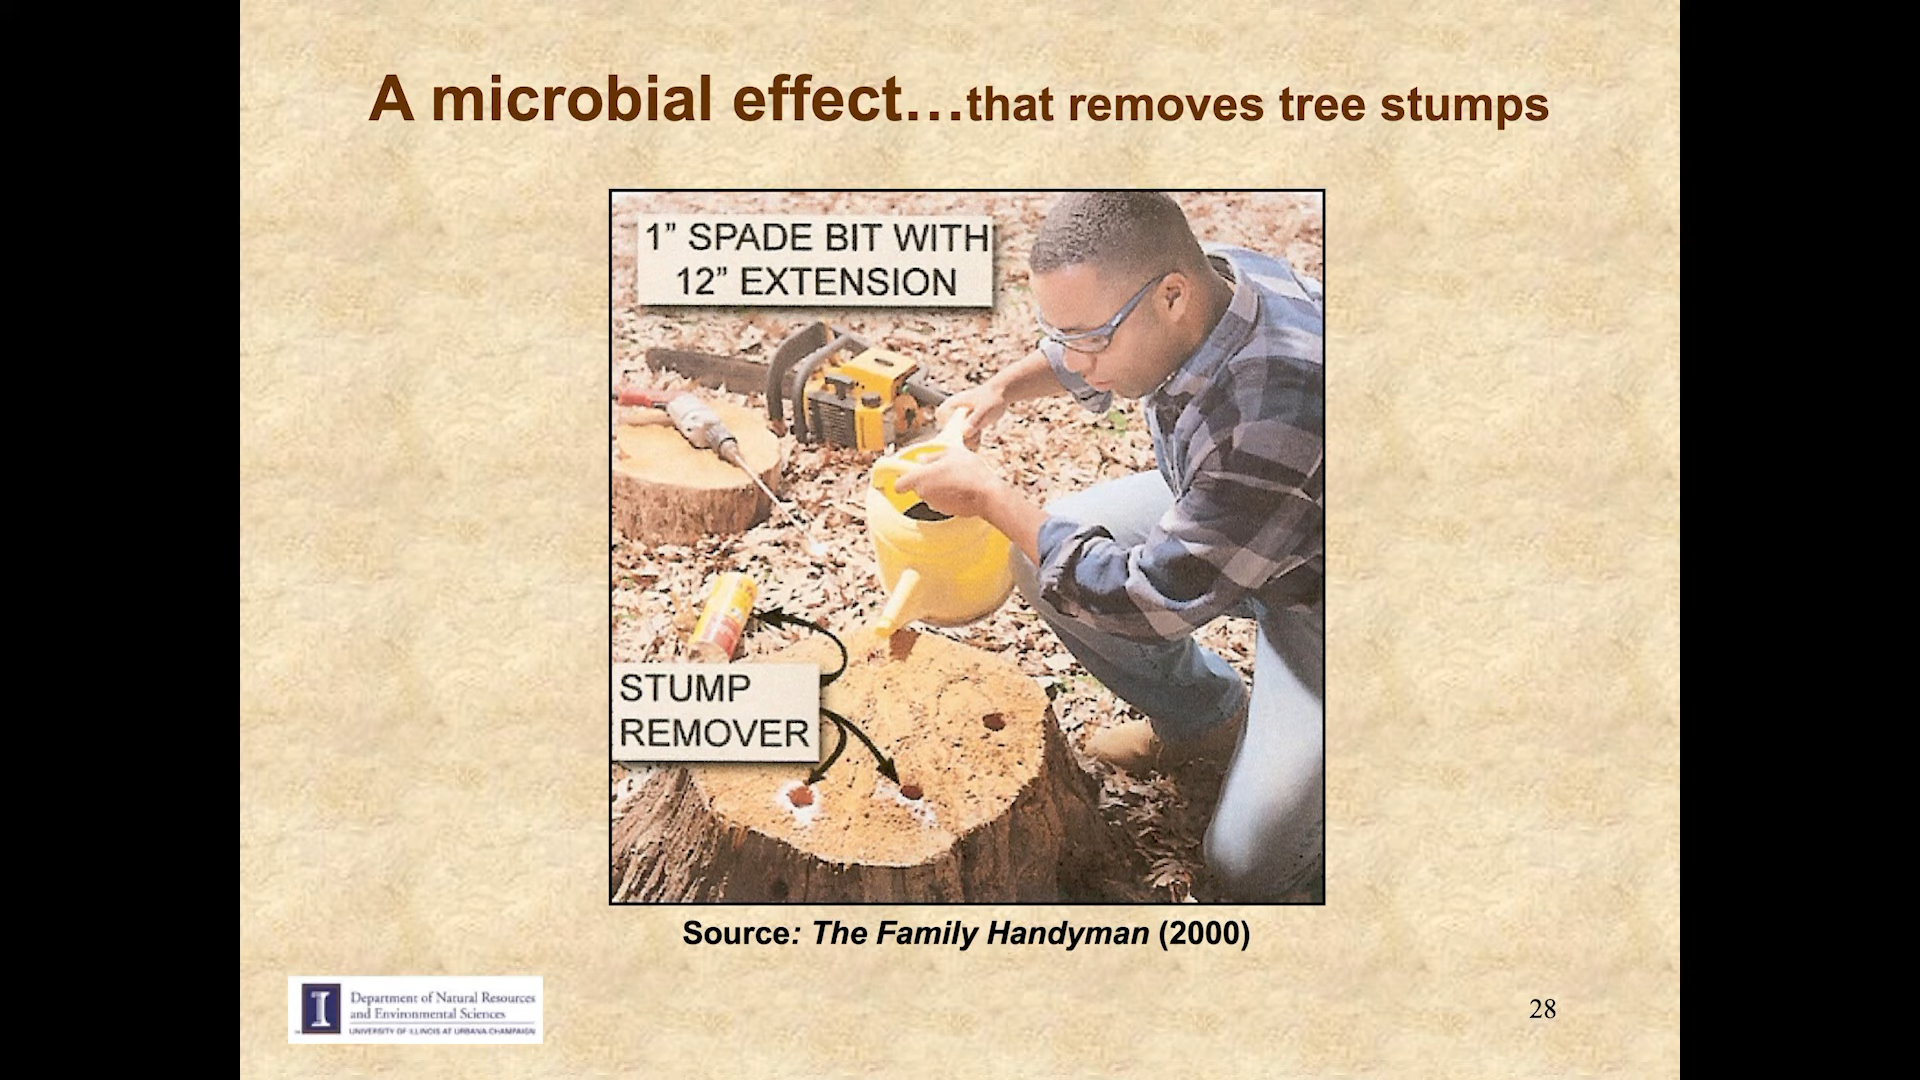 A microbial effect…that removes tree stumps
1” SPADE BIT WITH
12” EXTENSION
STUMP
REMOVER
Source: The Family Handyman (2000)
I
Department of Natural Resources
and Environmental Sciences
UNIVERSITY OF ILLINOIS AT URBANA-CHAMPAIGN
28